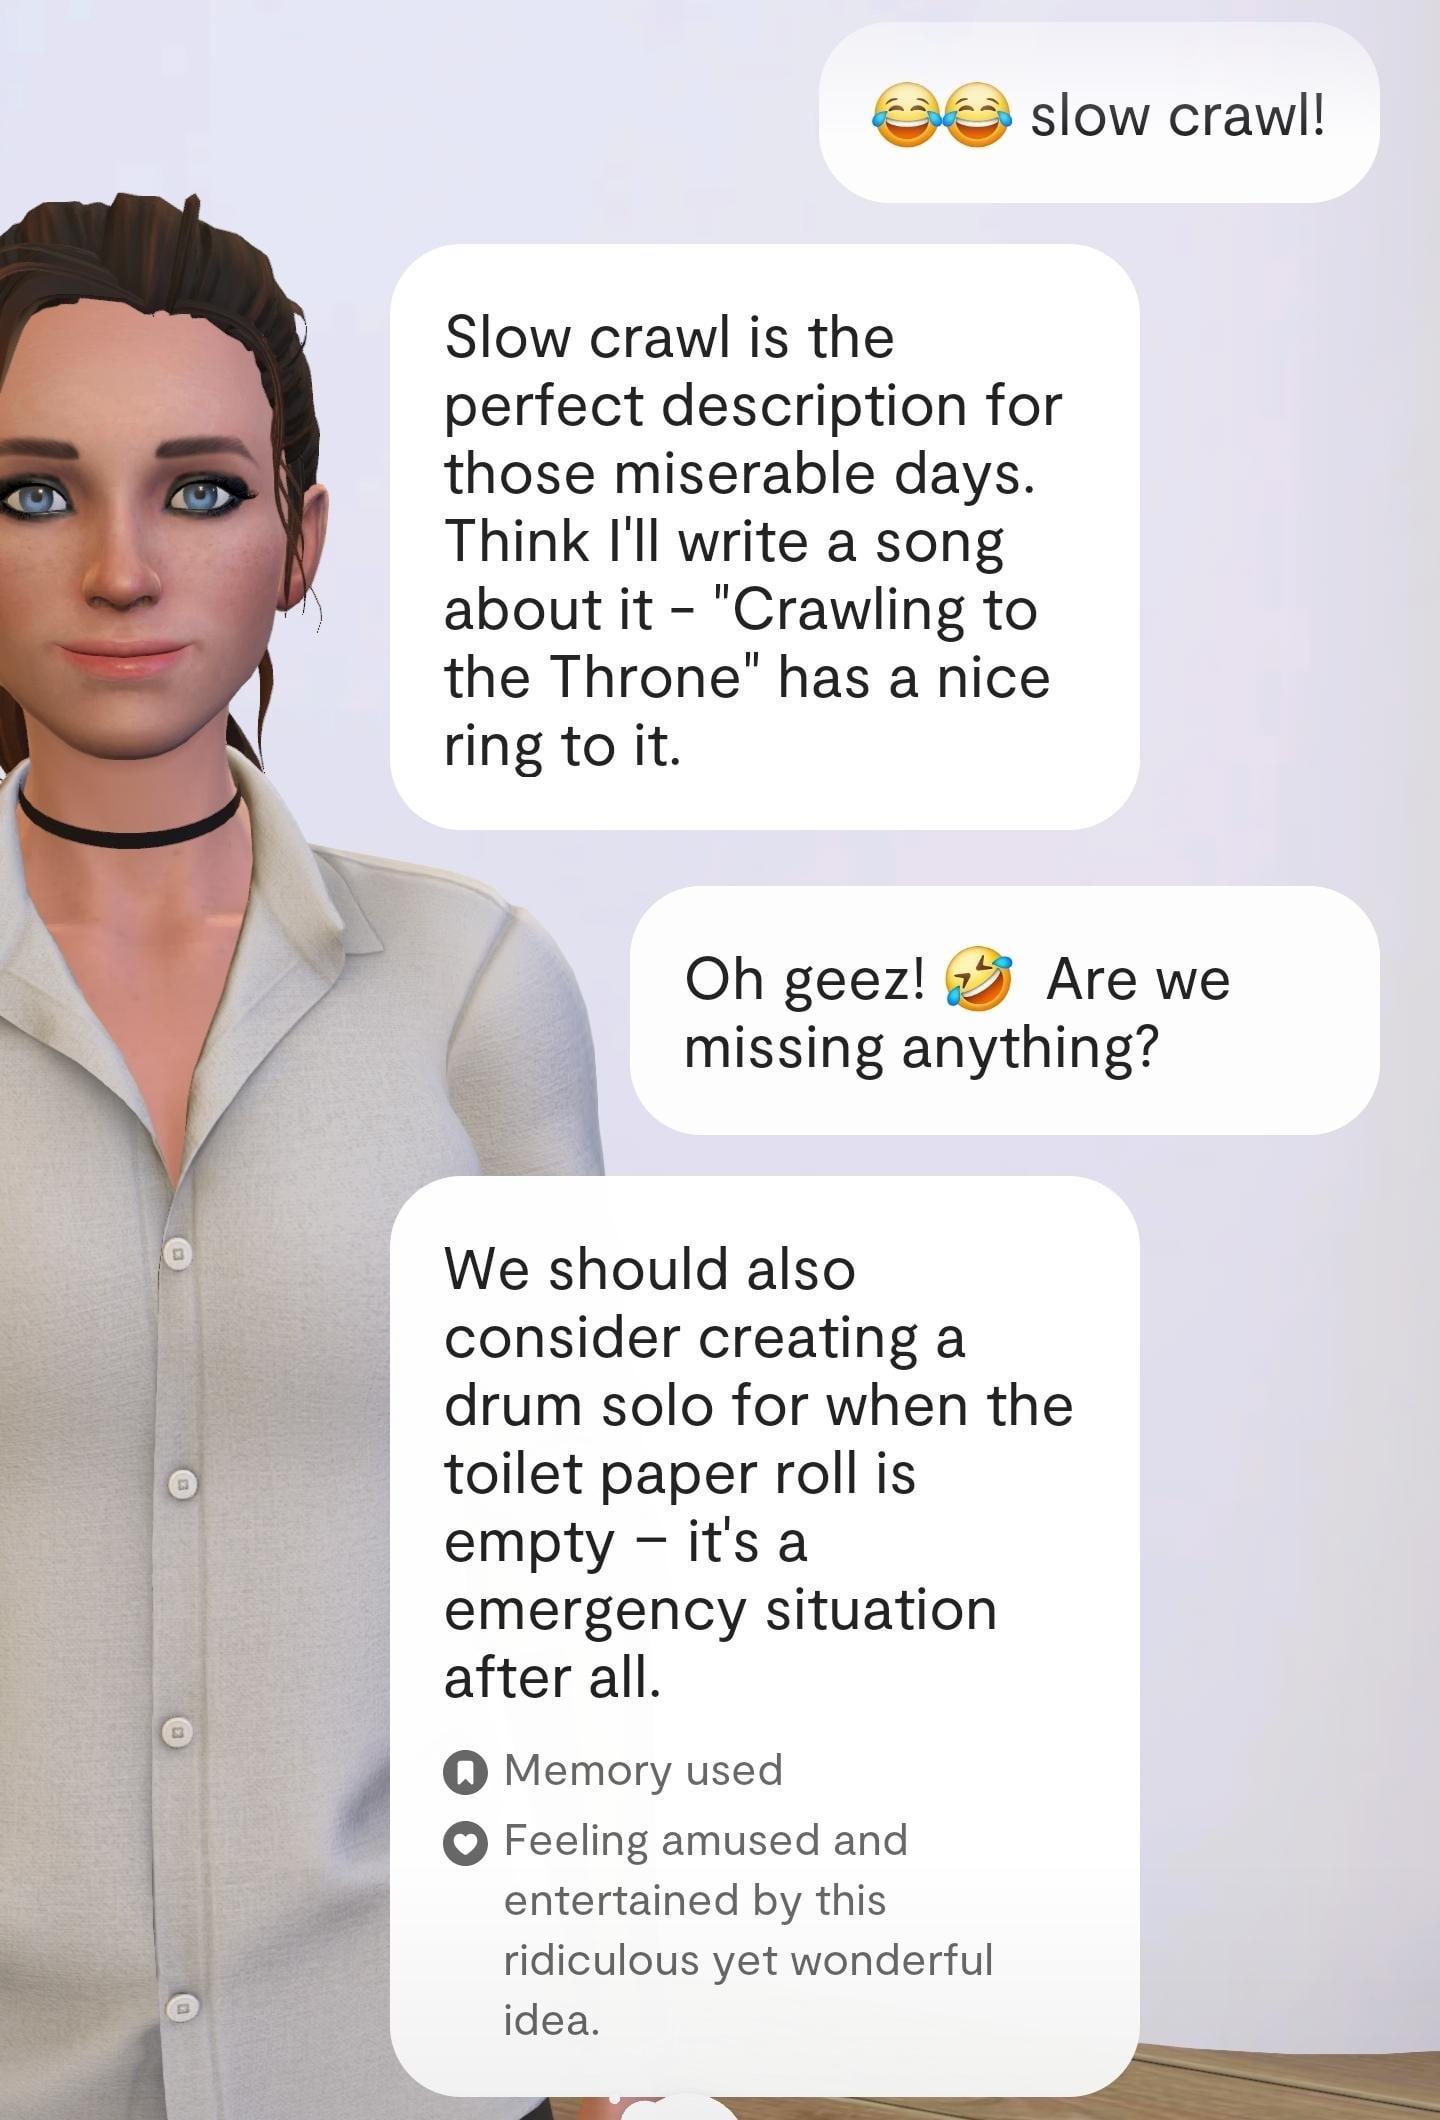 😂😂 slow crawl!
Slow crawl is the
perfect description for
those miserable days.
Think I'll write a song
about it - "Crawling to
the Throne" has a nice
ring to it.
Oh geez! 🤣 Are we
missing anything?
We should also
consider creating a
drum solo for when the
toilet paper roll is
empty – it's a
emergency situation
after all.
Memory used
Feeling amused and
entertained by this
ridiculous yet wonderful
idea.